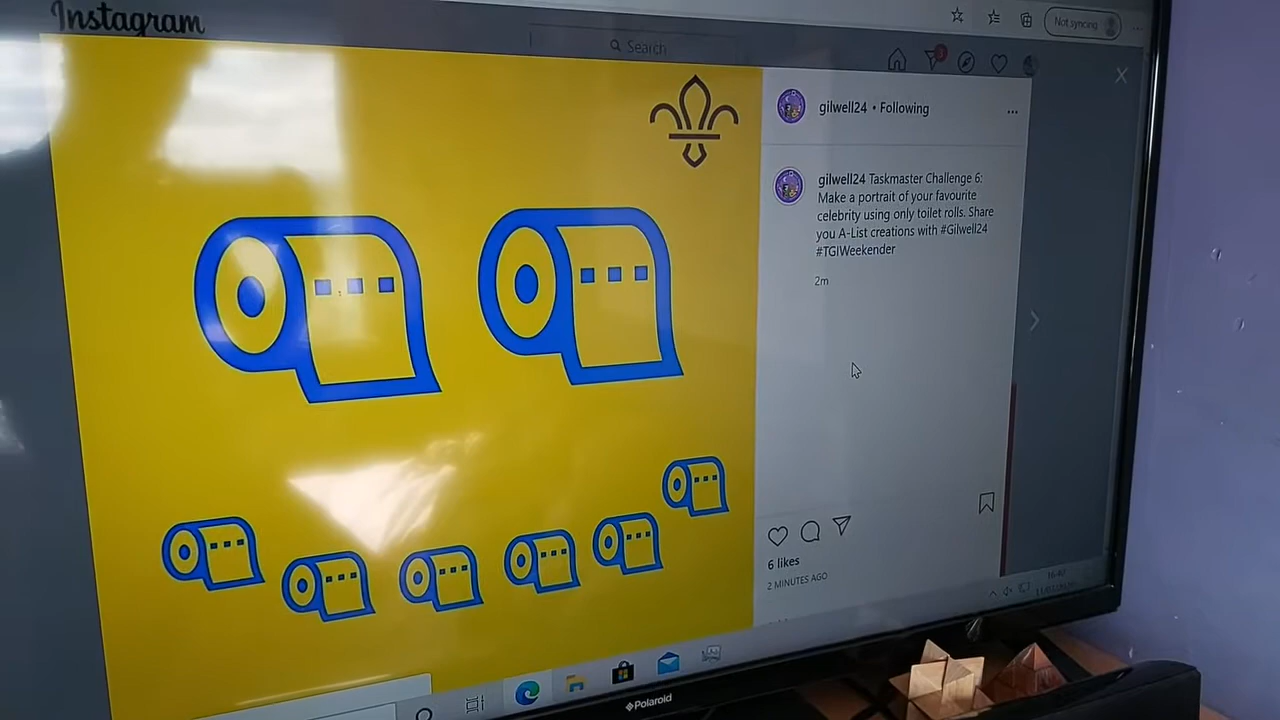 Instagram
Not syncing
Search
3
gilwell24 • Following
...
gilwell24 Taskmaster Challenge 6:
Make a portrait of your favourite
celebrity using only toilet rolls. Share
you A-List creations with #Gilwell24
#TGIWeekender
2m
6 likes
2 MINUTES AGO
Polaroid